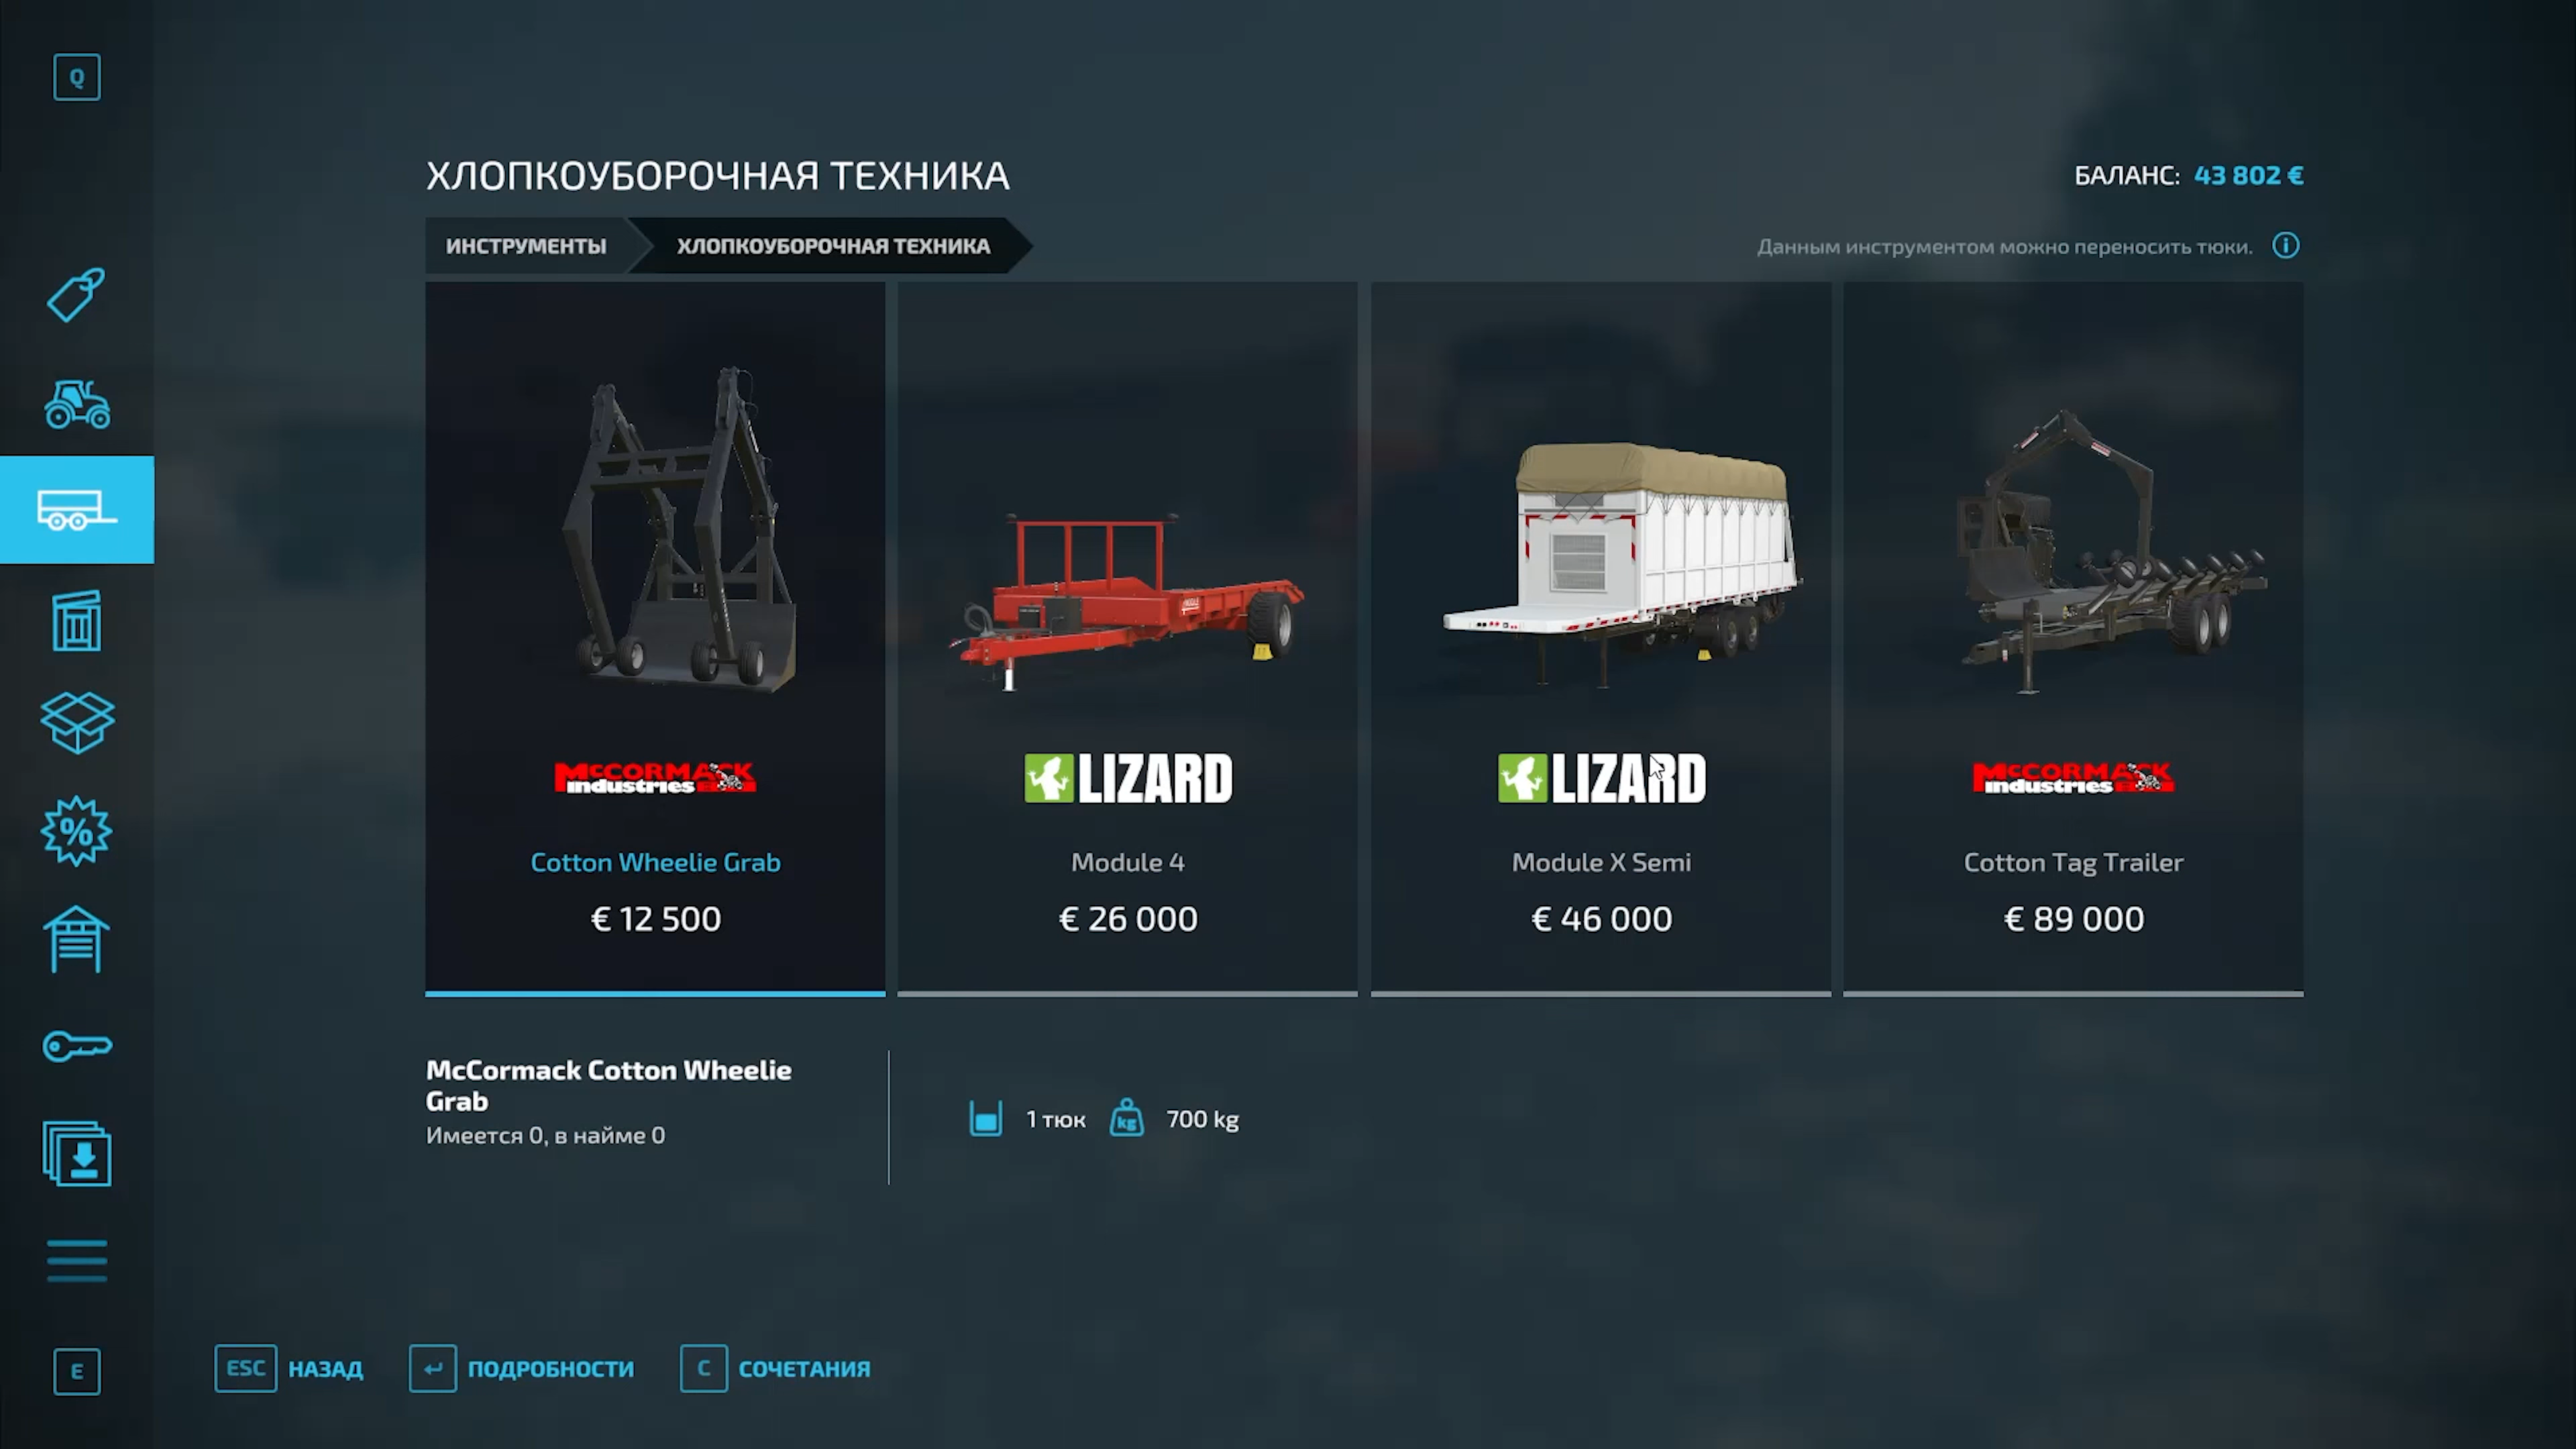 Q
ХЛОПКОУБОРОЧНАЯ ТЕХНИКА
БАЛАНС: 43 802 €
ИНСТРУМЕНТЫ
ХЛОПКОУБОРОЧНАЯ ТЕХНИКА
Данным инструментом можно переносить тюки.
McCORMACK industries
LIZARD
LIZARD
McCORMACK industries
Cotton Wheelie Grab
Module 4
Module X Semi
Cotton Tag Trailer
€ 12 500
€ 26 000
€ 46 000
€ 89 000
McCormack Cotton Wheelie
Grab
Имеется 0, в найме 0
1 тюк
kg
700 kg
E
ESC НАЗАД
ПОДРОБНОСТИ
C СОЧЕТАНИЯ